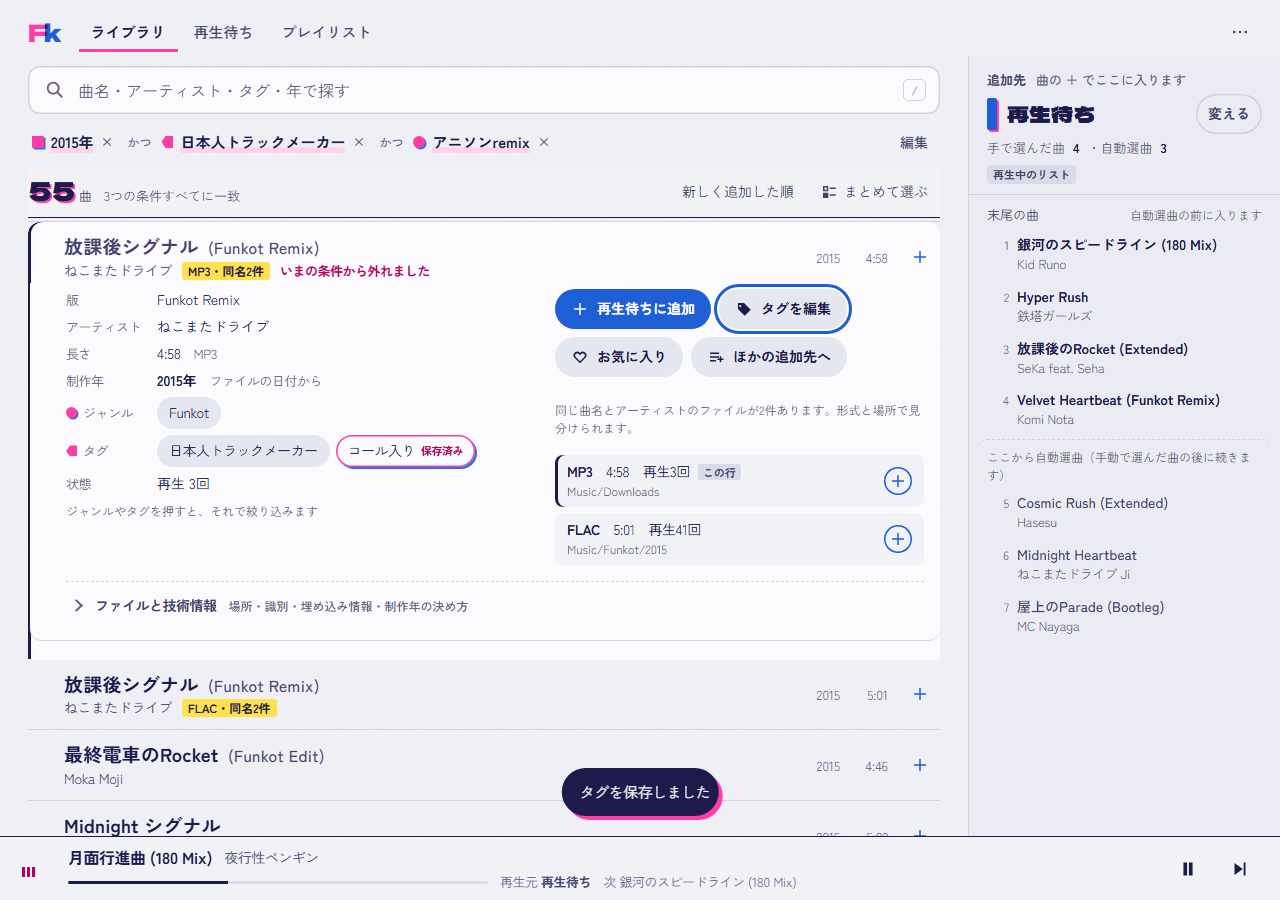 Fk ライブラリ 再生待ち プレイリスト …
曲名・アーティスト・タグ・年で探す /
2015年 × かつ 日本人トラックメーカー × かつ アニソンremix × 編集
55 曲 3つの条件すべてに一致 新しく追加した順 まとめて選ぶ
放課後シグナル (Funkot Remix)
ねこまたドライブ MP3・同名2件 いまの条件から外れました 2015 4:58 +
版 Funkot Remix
アーティスト ねこまたドライブ
長さ 4:58 MP3
制作年 2015年 ファイルの日付から
ジャンル Funkot
タグ 日本人トラックメーカー コール入り 保存済み
状態 再生 3回
ジャンルやタグを押すと、それで絞り込みます
+ 再生待ちに追加 タグを編集
お気に入り ほかの追加先へ
同じ曲名とアーティストのファイルが2件あります。形式と場所で見
分けられます。
MP3 4:58 再生3回 この行
Music/Downloads
FLAC 5:01 再生41回
Music/Funkot/2015
ファイルと技術情報 場所・識別・埋め込み情報・制作年の決め方
放課後シグナル (Funkot Remix)
ねこまたドライブ FLAC・同名2件 2015 5:01 +
最終電車のRocket (Funkot Edit)
Moka Moji 2015 4:46 +
Midnight シグナル
タグを保存しました
追加先 曲の + でここに入ります
再生待ち 変える
手で選んだ曲 4 ・自動選曲 3
再生中のリスト
末尾の曲 自動選曲の前に入ります
1 銀河のスピードライン (180 Mix)
Kid Runo
2 Hyper Rush
鉄塔ガールズ
3 放課後のRocket (Extended)
SeKa feat. Seha
4 Velvet Heartbeat (Funkot Remix)
Komi Nota
ここから自動選曲（手動で選んだ曲の後に続きま
す）
5 Cosmic Rush (Extended)
Hasesu
6 Midnight Heartbeat
ねこまたドライブ Ji
7 屋上のParade (Bootleg)
MC Nayaga
月面行進曲 (180 Mix) 夜行性ペンギン
再生元 再生待ち 次 銀河のスピードライン (180 Mix)